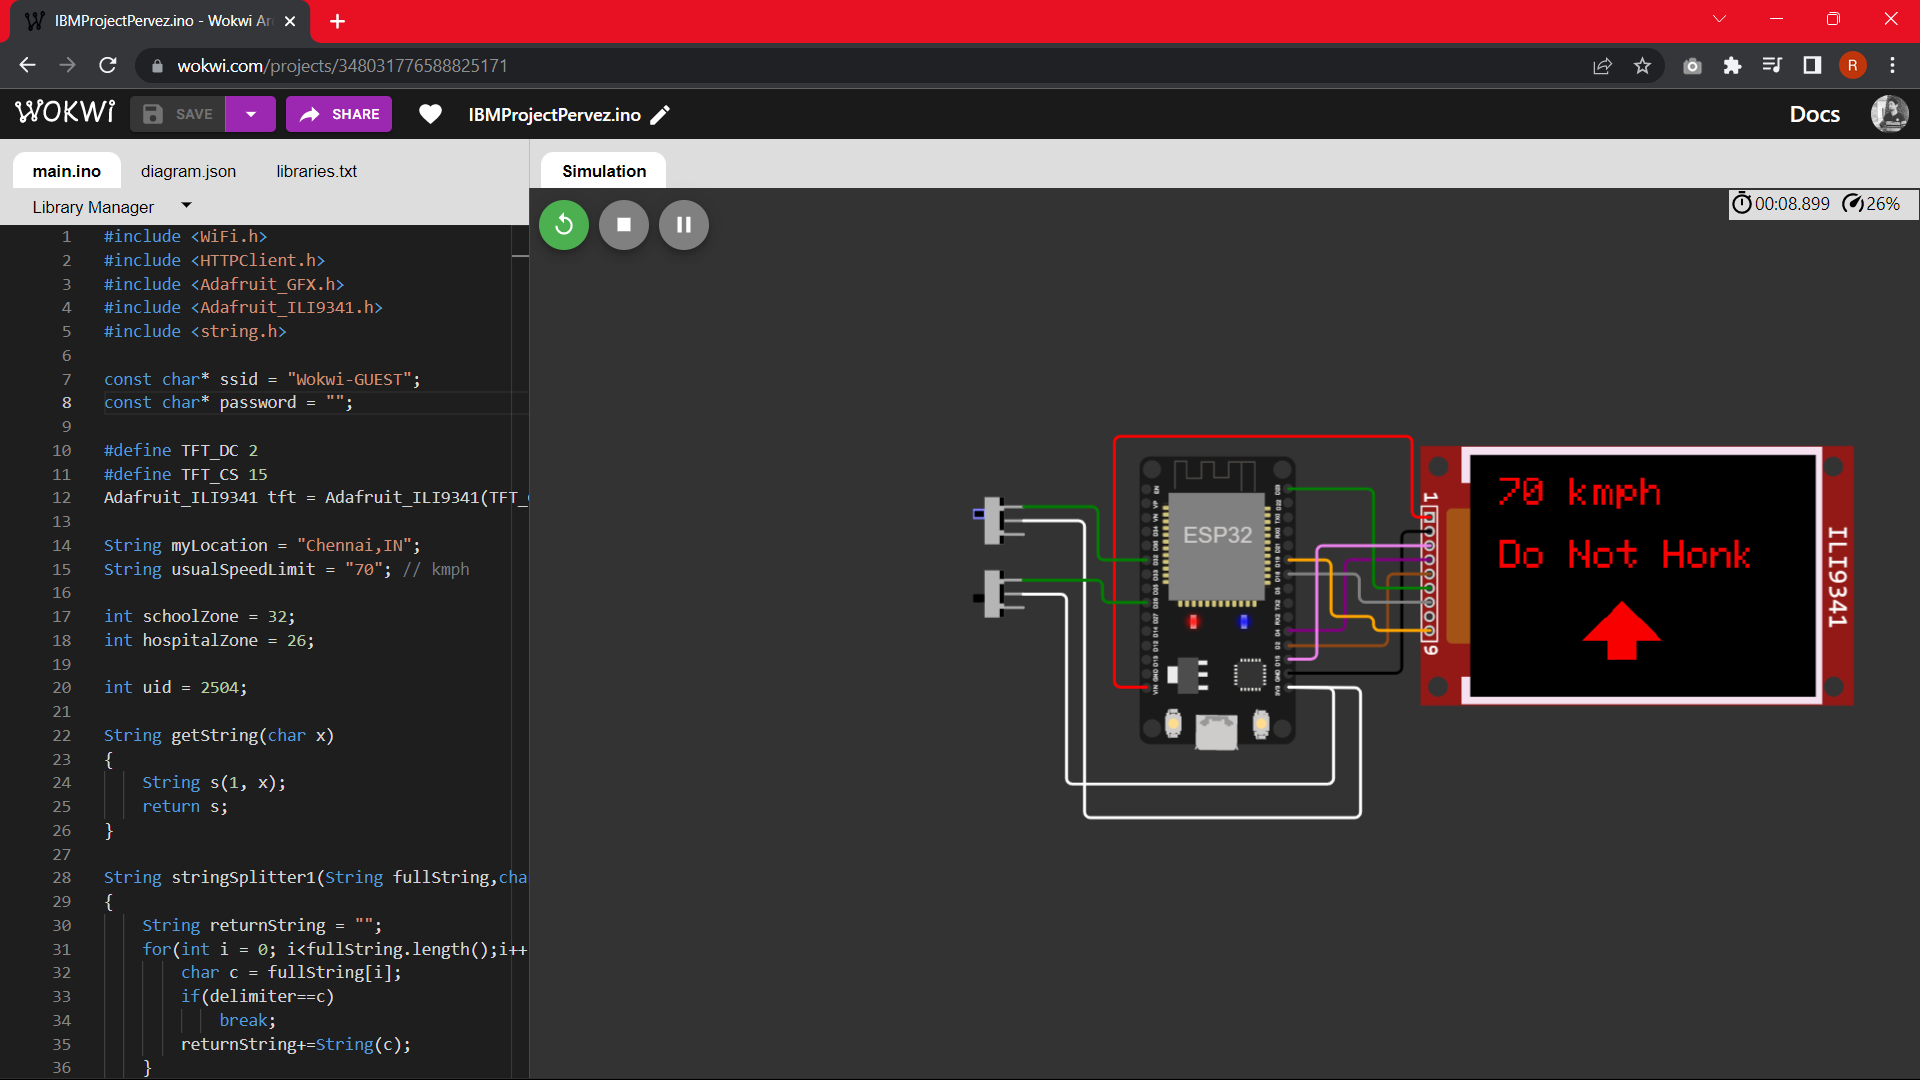 IBMProjectPervez.ino - Wokwi Ar
wokwi.com/projects/348031776588825171
R
WOKWI
SAVE
SHARE
IBMProjectPervez.ino
Docs
main.ino
diagram.json
libraries.txt
Simulation
Library Manager
00:08.899
26%
1 #include <WiFi.h>
2 #include <HTTPClient.h>
3 #include <Adafruit_GFX.h>
4 #include <Adafruit_ILI9341.h>
5 #include <string.h>
6
7 const char* ssid = "Wokwi-GUEST";
8 const char* password = "";
9
10 #define TFT_DC 2
11 #define TFT_CS 15
12 Adafruit_ILI9341 tft = Adafruit_ILI9341(TFT_
13
14 String myLocation = "Chennai,IN";
15 String usualSpeedLimit = "70"; // kmph
16
17 int schoolZone = 32;
18 int hospitalZone = 26;
19
20 int uid = 2504;
21
22 String getString(char x)
23 {
24 String s(1, x);
25 return s;
26 }
27
28 String stringSplitter1(String fullString,cha
29 {
30 String returnString = "";
31 for(int i = 0; i<fullString.length();i++
32 char c = fullString[i];
33 if(delimiter==c)
34 break;
35 returnString+=String(c);
36 }
ESP32
1
9
70 kmph
Do Not Honk
ILI9341